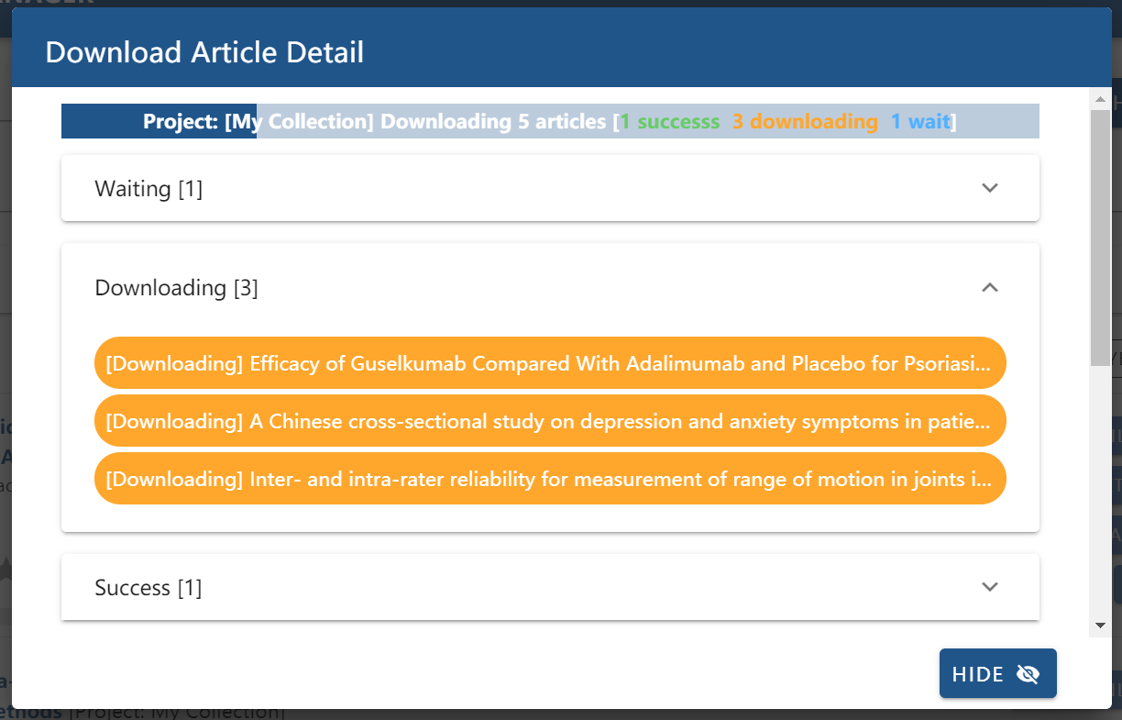 Download Article Detail
Project: [My Collection] Downloading 5 articles [1 successs 3 downloading 1 wait]
Waiting [1]
Downloading [3]
[Downloading] Efficacy of Guselkumab Compared With Adalimumab and Placebo for Psoriasi...
[Downloading] A Chinese cross-sectional study on depression and anxiety symptoms in patie...
[Downloading] Inter- and intra-rater reliability for measurement of range of motion in joints i...
Success [1]
HIDE
[Project: My Collection]